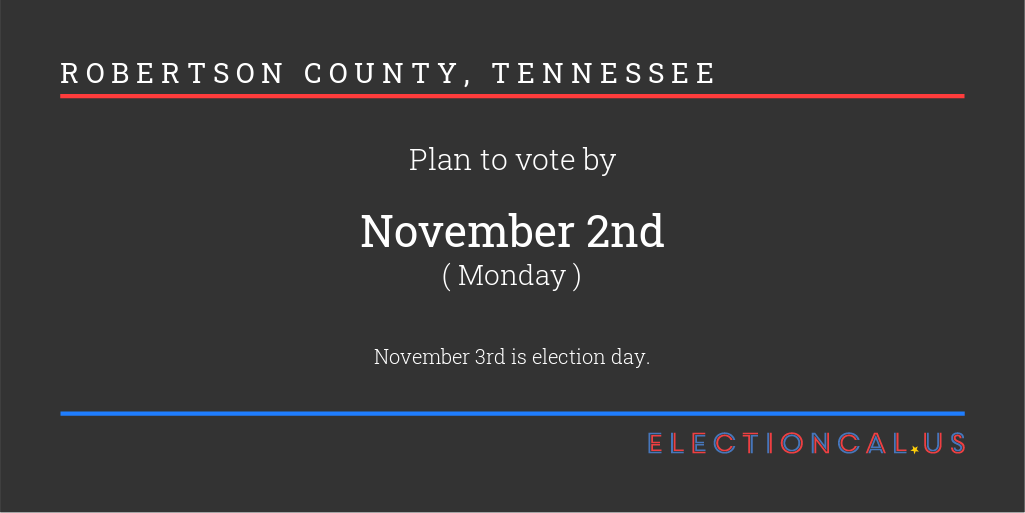 ROBERTSON COUNTY, TENNESSEE
Plan to vote by
November 2nd
( Monday )
November 3rd is election day.
ELECTIONCAL.US